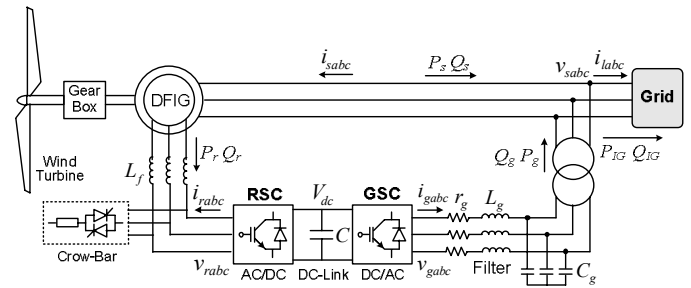 i_sabc
P_s Q_s
v_sabc
i_labc
Gear
Box
DFIG
Grid
P_r Q_r
Q_g P_g
P_IG Q_IG
Wind
Turbine
L_f
i_rabc
RSC
V_dc
GSC
i_gabc
r_g
L_g
C
Crow-Bar
v_rabc
AC/DC
DC-Link
DC/AC
v_gabc
Filter
C_g